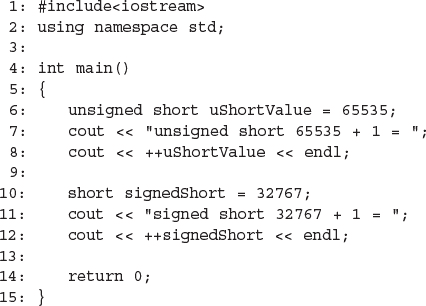 1: #include<iostream>
2: using namespace std;
3:
4: int main()
5: {
6:    unsigned short uShortValue = 65535;
7:    cout << "unsigned short 65535 + 1 = ";
8:    cout << ++uShortValue << endl;
9:
10:    short signedShort = 32767;
11:    cout << "signed short 32767 + 1 = ";
12:    cout << ++signedShort << endl;
13:
14:    return 0;
15: }